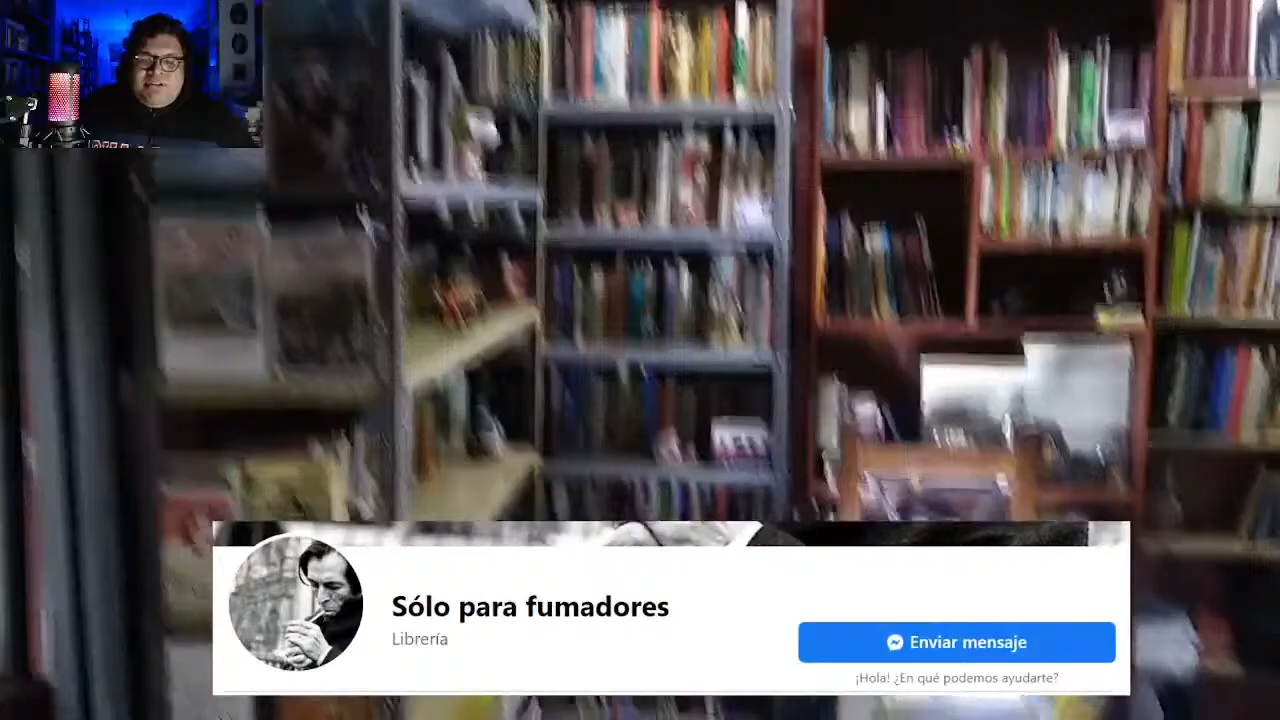 Sólo para fumadores
Librería
Enviar mensaje
¡Hola! ¿En qué podemos ayudarte?